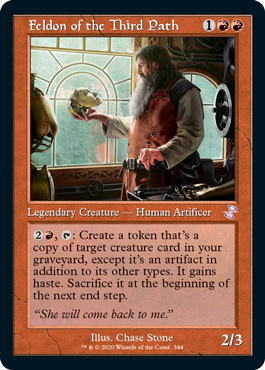 Feldon of the Third Path 1
Legendary Creature — Human Artificer
2, : Create a token that's a
copy of target creature card in your
graveyard, except it's an artifact in
addition to its other types. It gains
haste. Sacrifice it at the beginning of
the next end step.
"She will come back to me."
Illus. Chase Stone
2/3
™ & © 2020 Wizards of the Coast 344